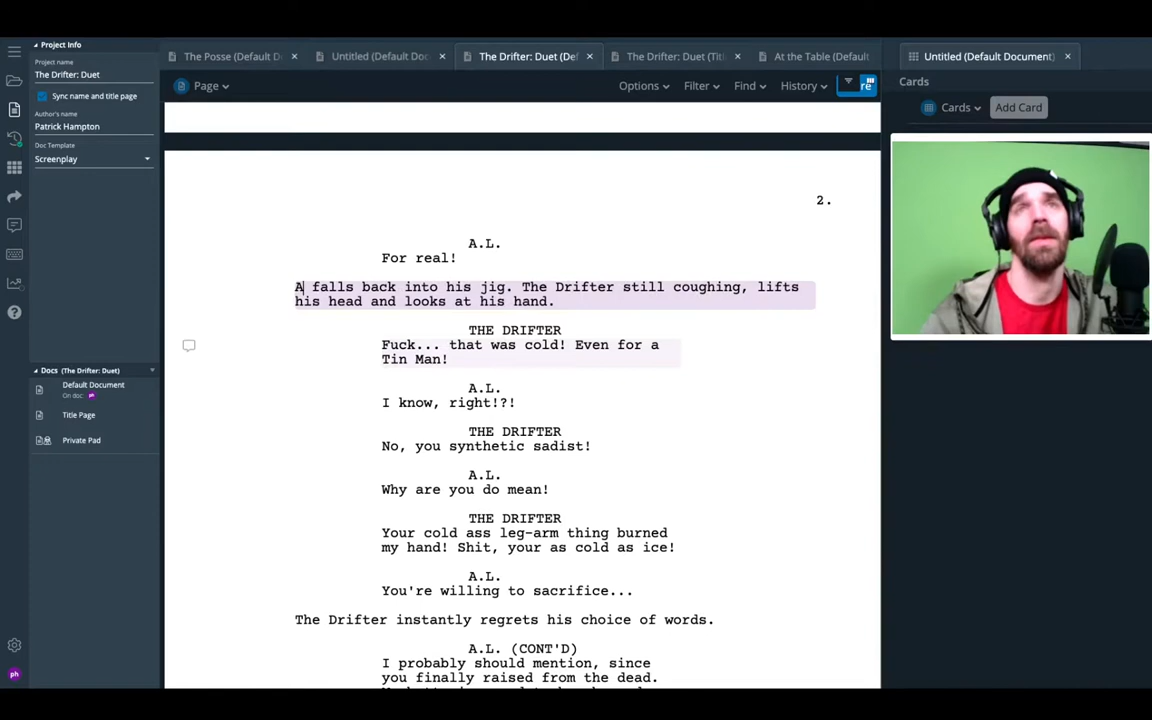 Project Info
Project name
The Drifter: Duet
Sync name and title page
Author's name
Patrick Hampton
Doc Template
Screenplay
Docs (The Drifter: Duet)
Default Document
On doc ph
Title Page
Private Pad
ph
The Posse (Default D
Untitled (Default Doc
The Drifter: Duet (Def
The Drifter: Duet (Titl
At the Table (Default
Page
Options
Filter
Find
History
re
2.
A.L.
For real!
A falls back into his jig. The Drifter still coughing, lifts
his head and looks at his hand.
THE DRIFTER
Fuck... that was cold! Even for a
Tin Man!
A.L.
I know, right!?!
THE DRIFTER
No, you synthetic sadist!
A.L.
Why are you do mean!
THE DRIFTER
Your cold ass leg-arm thing burned
my hand! Shit, your as cold as ice!
A.L.
You're willing to sacrifice...
The Drifter instantly regrets his choice of words.
A.L. (CONT'D)
I probably should mention, since
you finally raised from the dead.
Untitled (Default Document)
Cards
Cards
Add Card